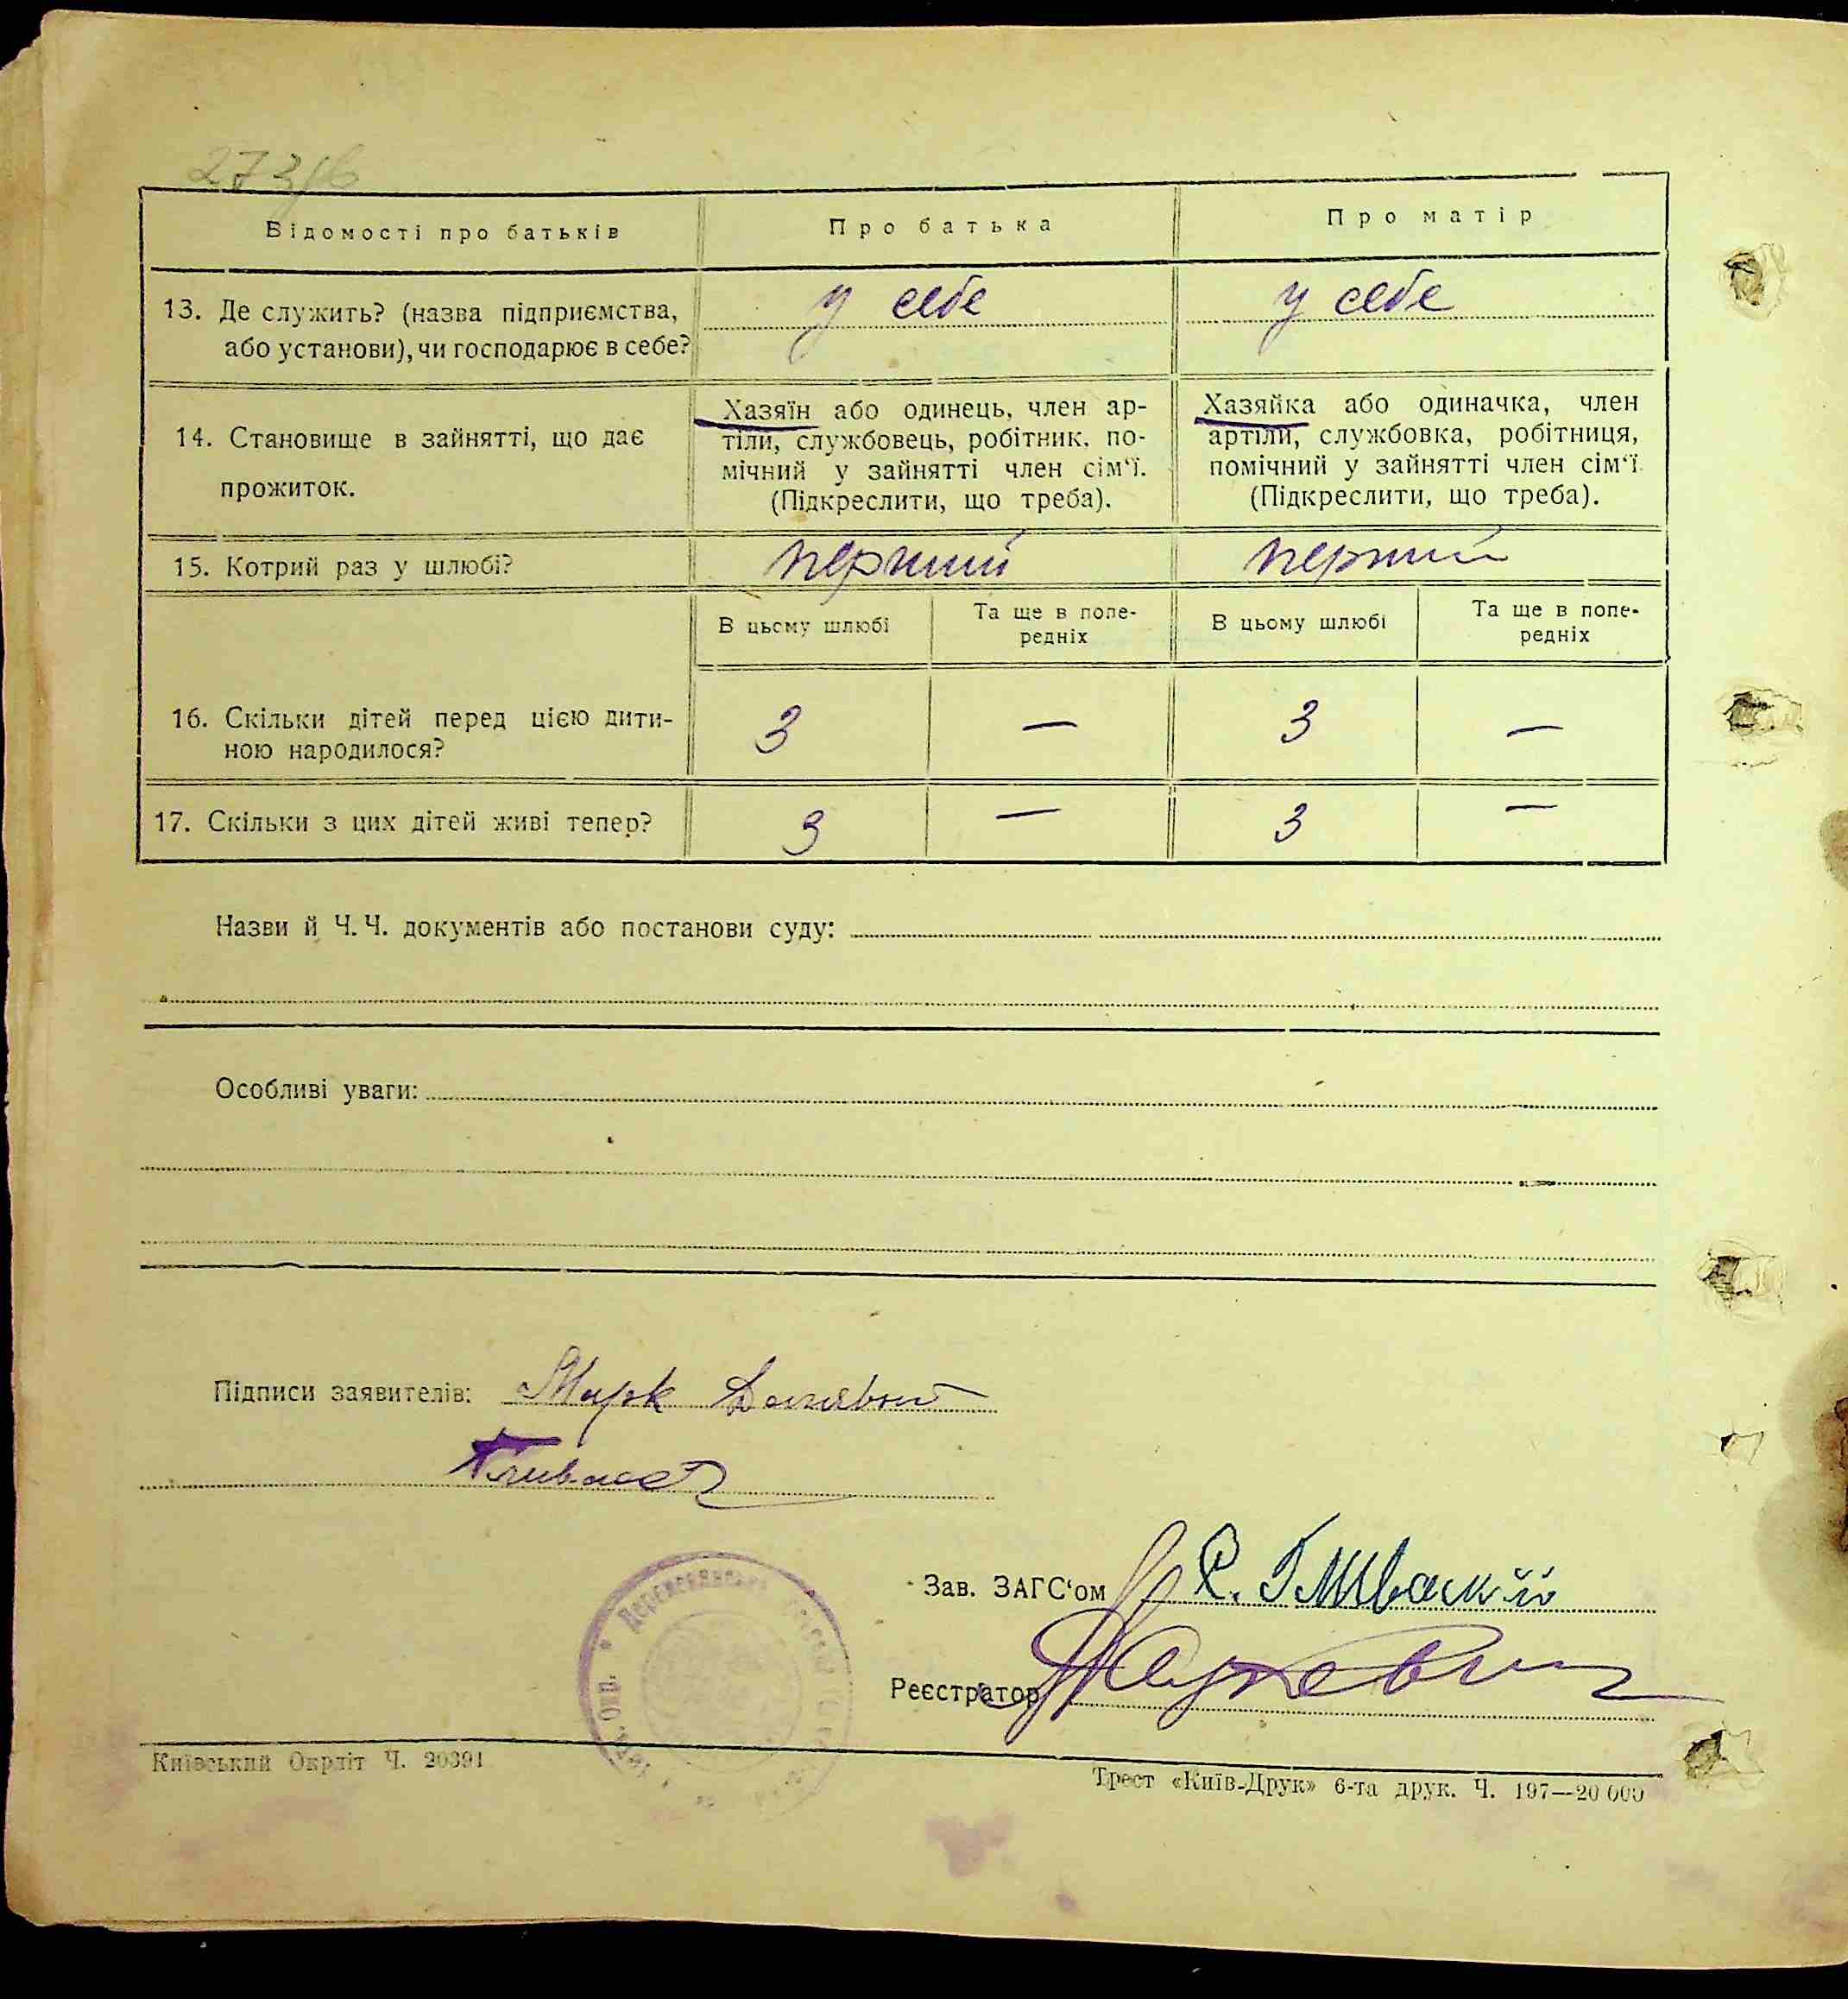 273/в
Відомості про батьків
Про батька
Про матір
13. Де служить? (назва підприємства,
або установи), чи господарює в себе?
у себе
у себе
14. Становище в зайнятті, що дає
прожиток.
Хазяїн або одинець, член ар-
тіли, службовець, робітник, по-
мічний у зайнятті член сім‘ї.
(Підкреслити, що треба).
Хазяйка або одиначка, член
артіли, службовка, робітниця,
помічний у зайнятті член сім‘ї.
(Підкреслити, що треба).
15. Котрий раз у шлюбі?
перший
перший
В цьому шлюбі
Та ще в попе-
редніх
В цьому шлюбі
Та ще в попе-
редніх
16. Скільки дітей перед цією дити-
ною народилося?
3
—
3
—
17. Скільки з цих дітей живі тепер?
3
—
3
—
Назви й Ч. Ч. документів або постанови суду:
Особливі уваги:
Підписи заявителів: Марк
Зав. ЗАГС‘ом
Реєстратор
Київський Окрліт Ч. 20391
Трест «Київ-Друк» 6-та друк. Ч. 197—20 000